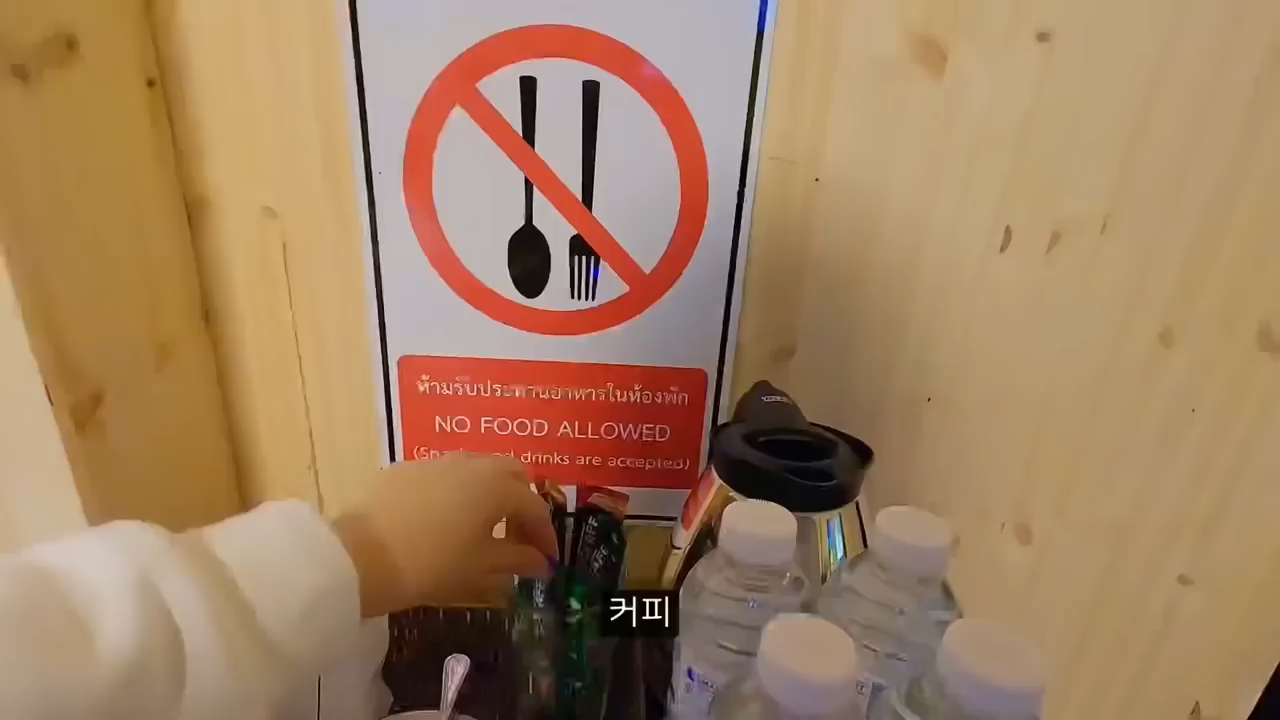 ห้ามรับประทานอาหารในห้องพัก
NO FOOD ALLOWED
drinks are accepted)
커피